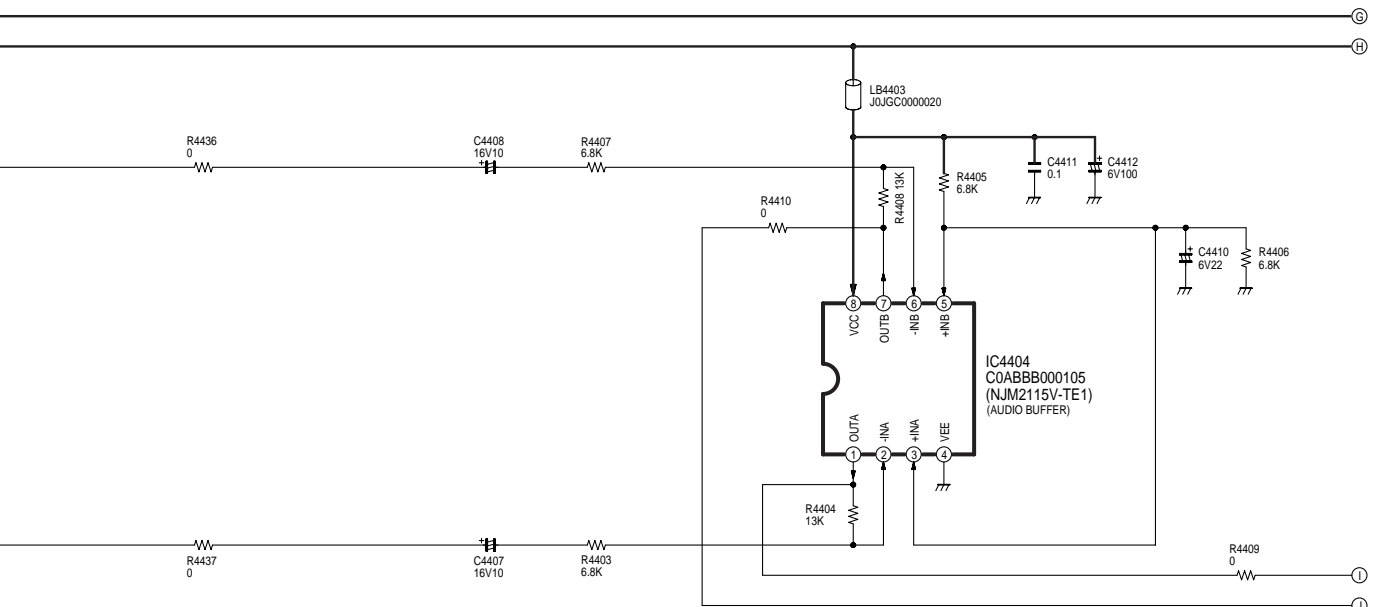 G
H
LB4403
J0JGC0000020
R4436
0
C4408
16V10
R4407
6.8K
+
R4408 13K
R4405
6.8K
C4411
0.1
C4412
6V100
+
R4410
0
C4410
6V22
+
R4406
6.8K
8
7
6
5
VCC
OUTB
-INB
+INB
IC4404
C0ABBB000105
(NJM2115V-TE1)
(AUDIO BUFFER)
OUTA
-INA
+INA
VEE
1
2
3
4
R4404
13K
R4437
0
+
C4407
16V10
R4403
6.8K
R4409
0
I